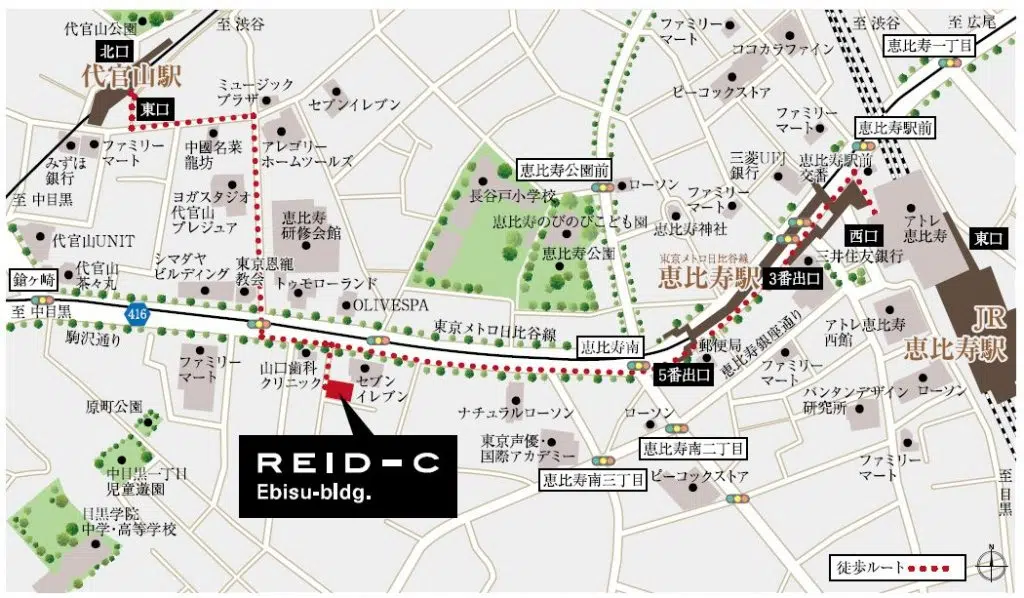 代官山公園
至 渋谷
北口
代官山駅
東口
ミュージック
プラザ
セブンイレブン
みずほ
銀行
ファミリー
マート
中國名菜
龍坊
アレゴリー
ホームツールズ
至 中目黒
ヨガスタジオ
代官山
プレジュア
恵比寿
研修会館
代官山UNIT
代官山
茶々丸
シマダヤ
ビルディング
東京恩寵
教会
トゥモローランド
OLIVESPA
鎗ヶ崎
至 中目黒
416
駒沢通り
東京メトロ日比谷線
ファミリー
マート
山口歯科
クリニック
セブン
イレブン
原町公園
中目黒一丁目
児童遊園
目黒学院
中学・高等学校
REID-C
Ebisu-bldg.
ファミリー
マート
ココカラファイン
ピーコックストア
至 渋谷
至 広尾
恵比寿一丁目
ファミリー
マート
恵比寿駅前
恵比寿駅前
交番
三菱UFJ
銀行
恵比寿公園前
ローソン
ファミリー
マート
長谷戸小学校
恵比寿のびのびこども園
恵比寿公園
恵比寿神社
アトレ
恵比寿
西口
東口
三井住友銀行
東京メトロ日比谷線
恵比寿駅
3番出口
JR
恵比寿駅
アトレ恵比寿
西館
恵比寿南
郵便局
恵比寿銀座通り
5番出口
ファミリー
マート
ローソン
バンタンデザイン
研究所
ナチュラルローソン
ローソン
東京声優・
国際アカデミー
恵比寿南二丁目
恵比寿南三丁目
ピーコックストア
ファミリー
マート
至 目黒
徒歩ルート
N